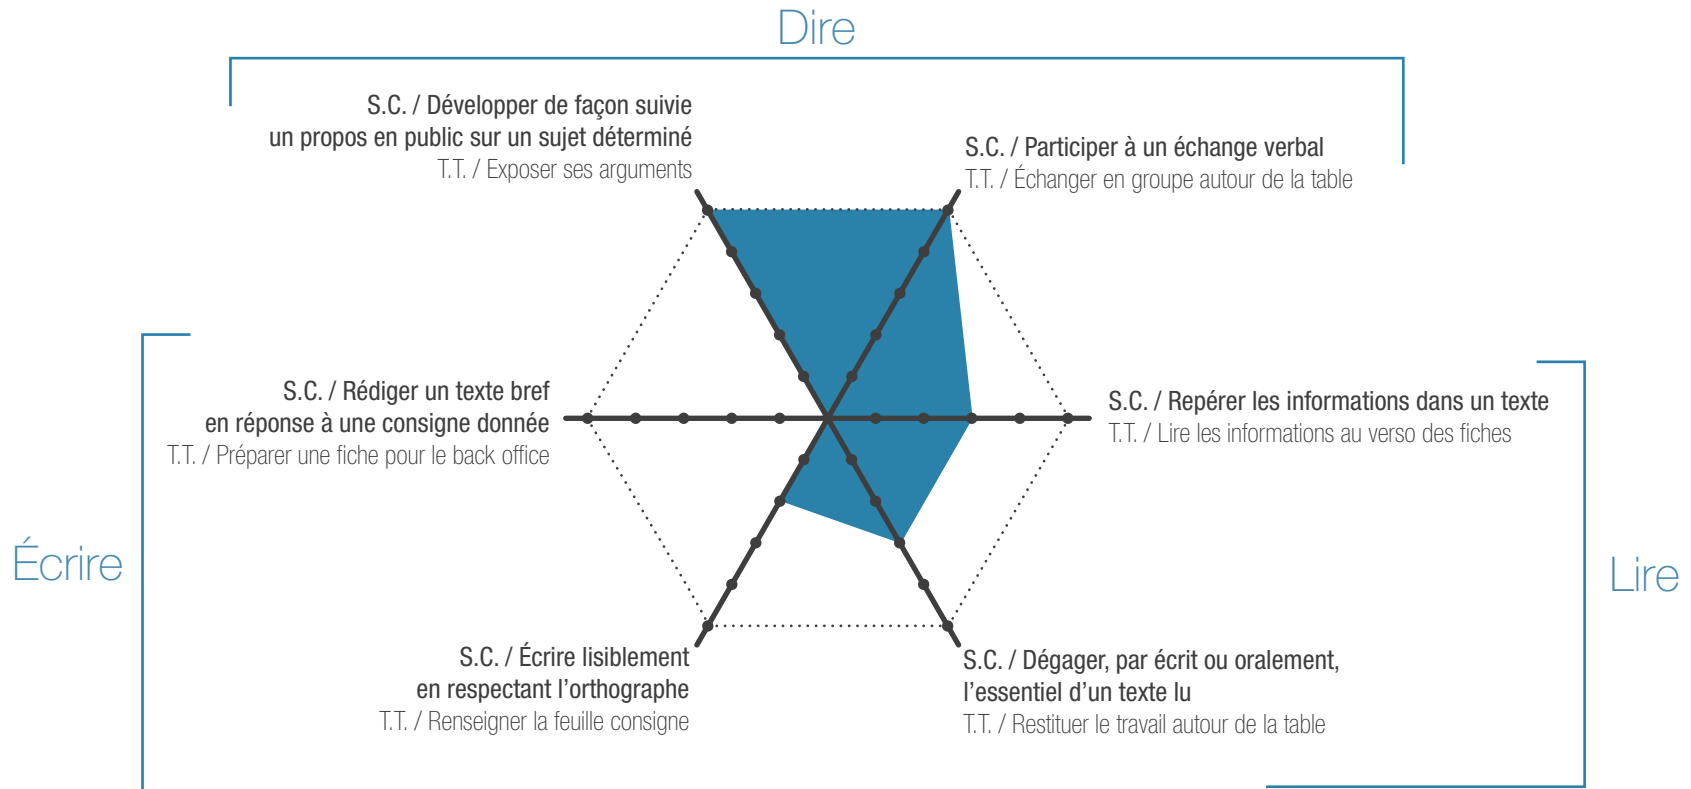 Dire
S.C. / Développer de façon suivie
un propos en public sur un sujet déterminé
T.T. / Exposer ses arguments
S.C. / Participer à un échange verbal
T.T. / Échanger en groupe autour de la table
S.C. / Rédiger un texte bref
en réponse à une consigne donnée
T.T. / Préparer une fiche pour le back office
S.C. / Repérer les informations dans un texte
T.T. / Lire les informations au verso des fiches
Écrire
Lire
S.C. / Écrire lisiblement
en respectant l’orthographe
T.T. / Renseigner la feuille consigne
S.C. / Dégager, par écrit ou oralement,
l’essentiel d’un texte lu
T.T. / Restituer le travail autour de la table